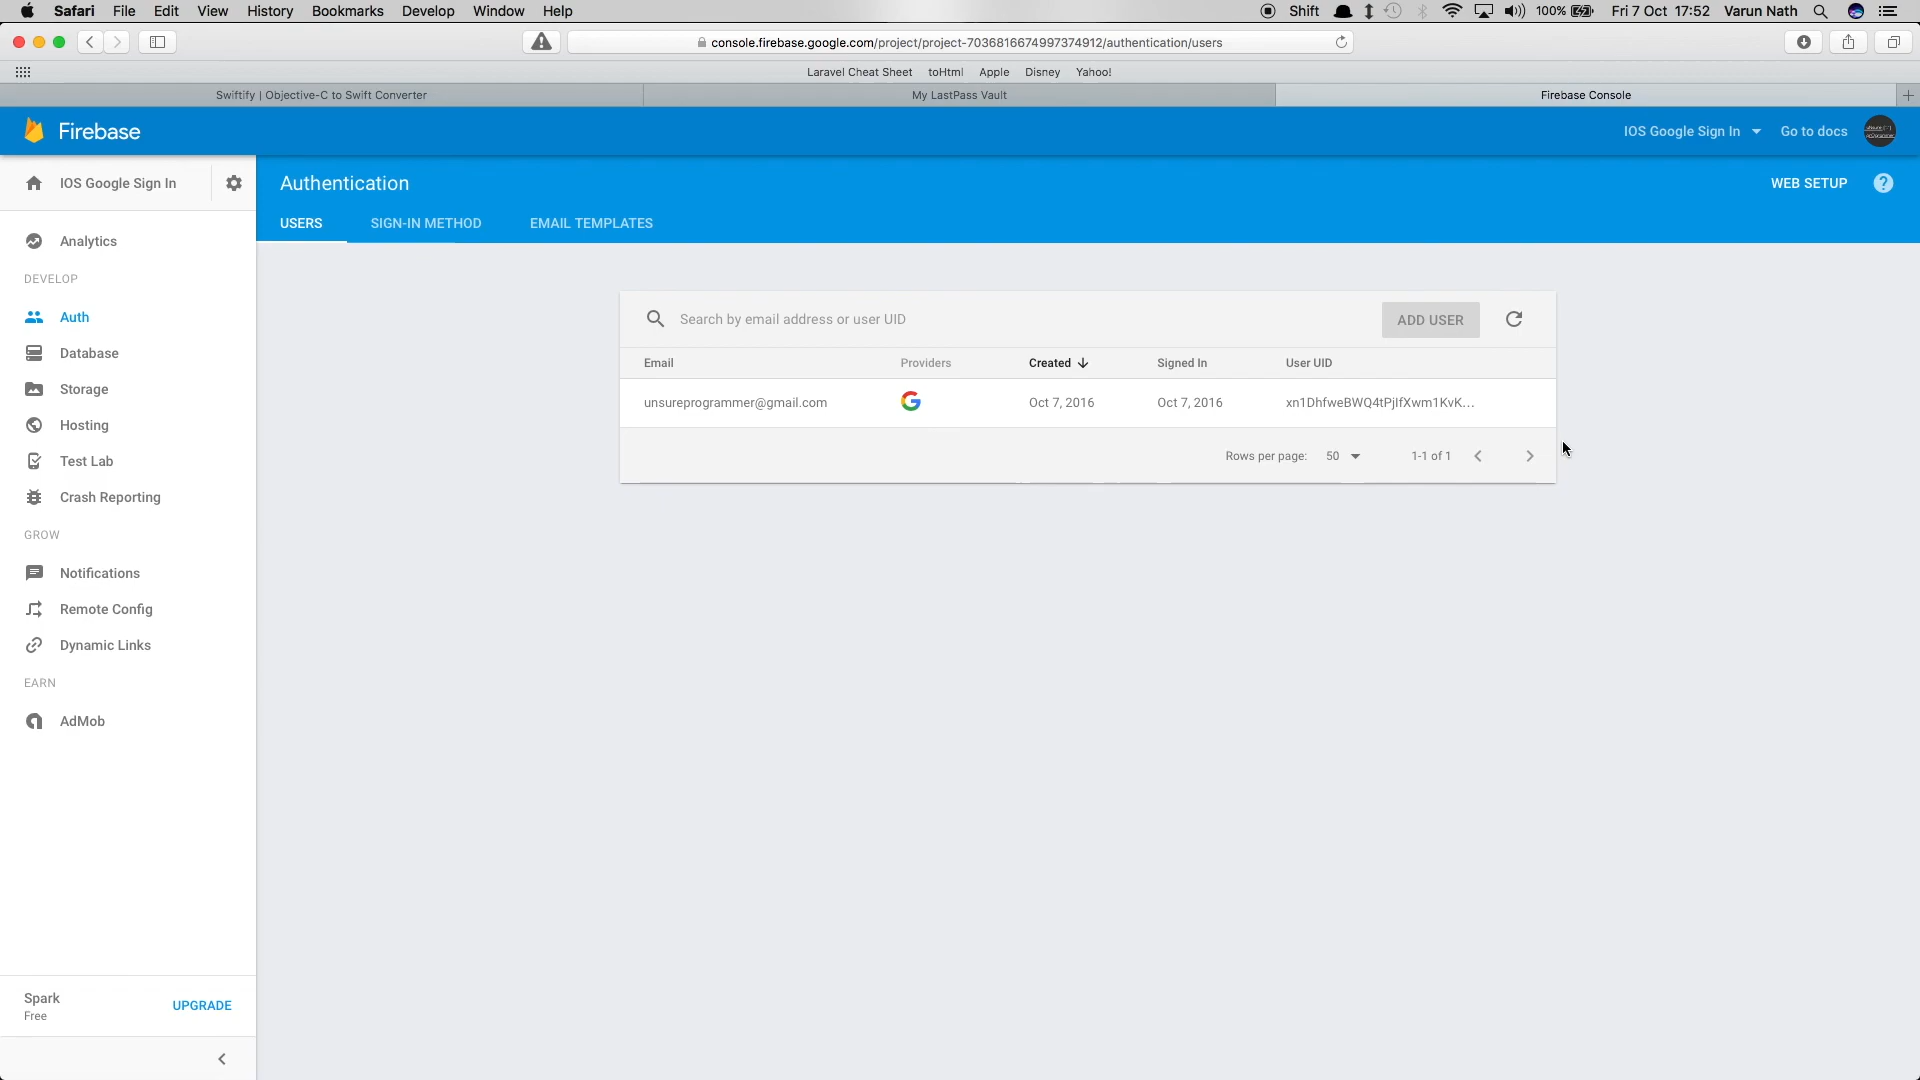 Safari File Edit View History Bookmarks Develop Window Help Shift 100% Fri 7 Oct 17:52 Varun Nath
console.firebase.google.com/project/project-7036816674997374912/authentication/users
Laravel Cheat Sheet toHtml Apple Disney Yahoo!
Swiftify | Objective-C to Swift Converter My LastPass Vault Firebase Console
Firebase IOS Google Sign In Go to docs
IOS Google Sign In
Authentication WEB SETUP
USERS SIGN-IN METHOD EMAIL TEMPLATES
Analytics
DEVELOP
Auth
Database
Storage
Hosting
Test Lab
Crash Reporting
GROW
Notifications
Remote Config
Dynamic Links
EARN
AdMob
Spark
Free
UPGRADE
Search by email address or user UID ADD USER
Email Providers Created Signed In User UID
unsureprogrammer@gmail.com Oct 7, 2016 Oct 7, 2016
Rows per page: 50 1-1 of 1